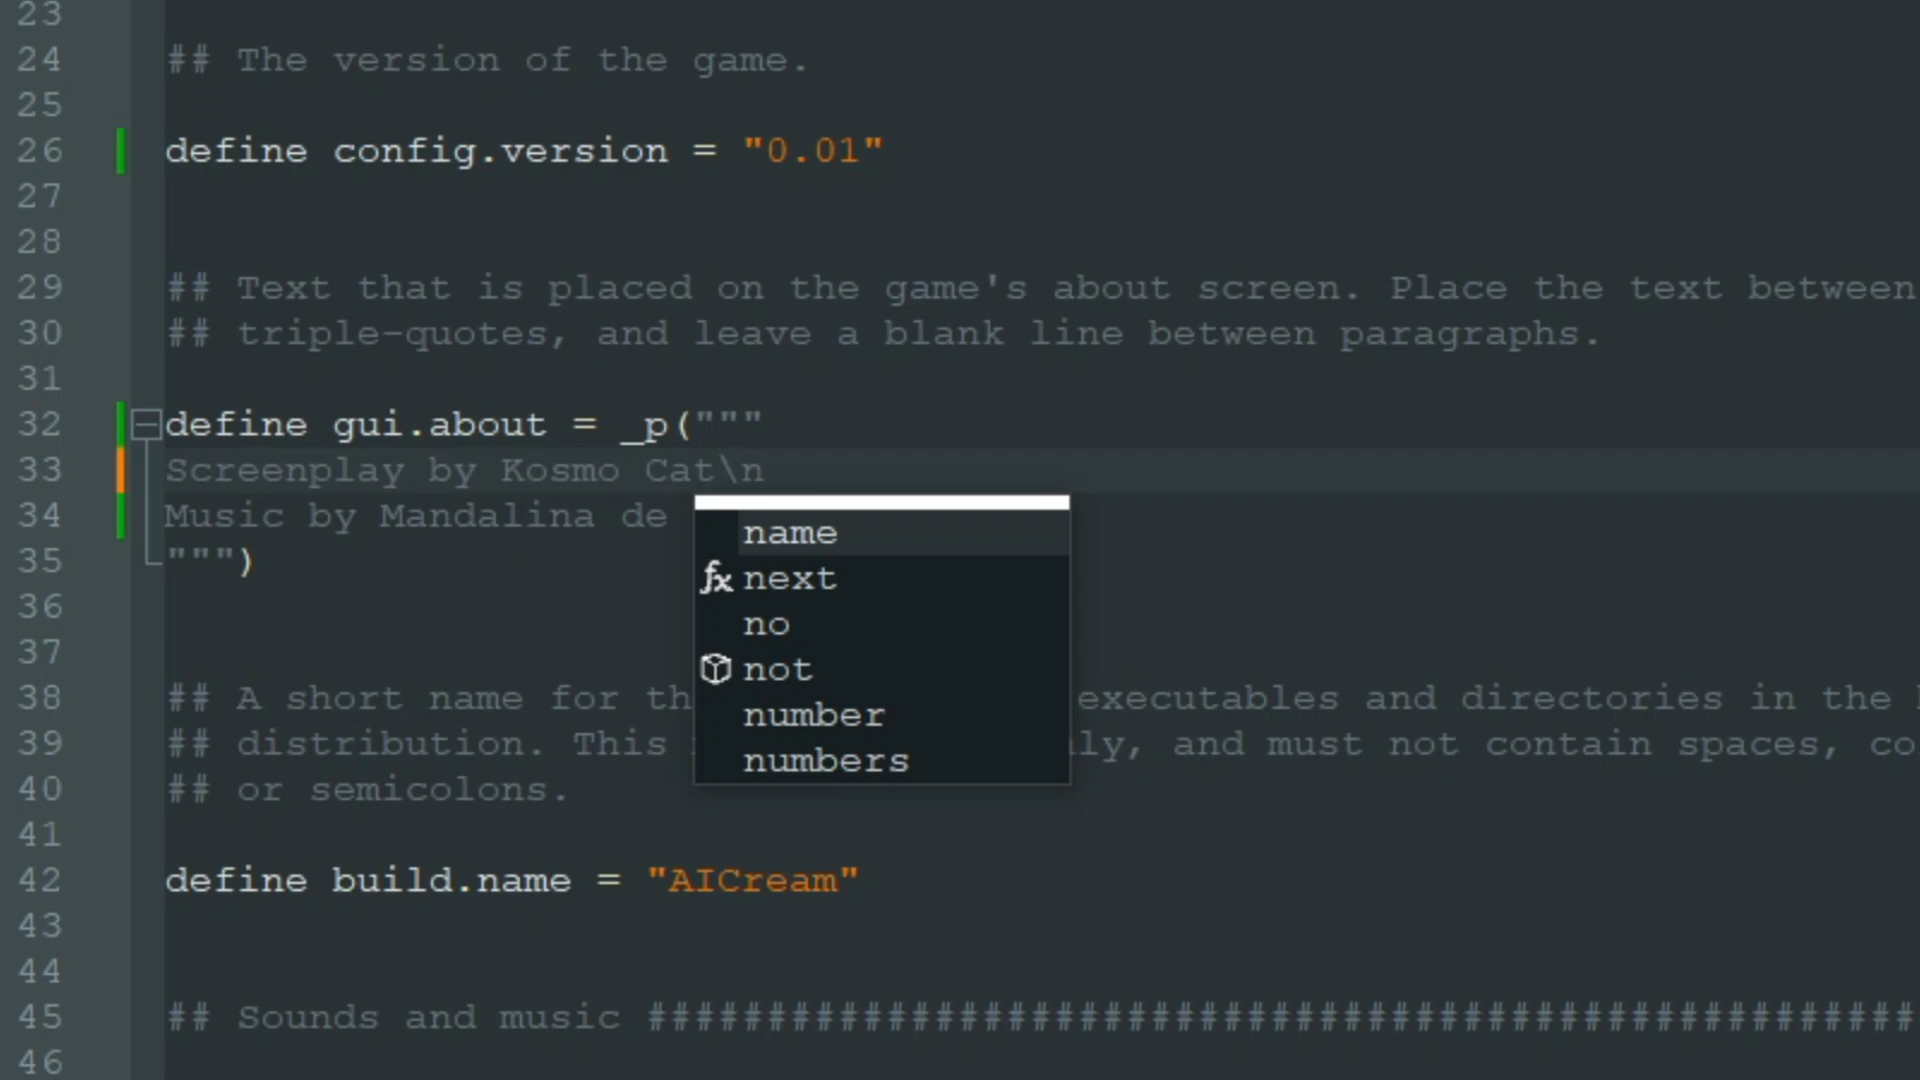 23
24 ## The version of the game.
25
26 define config.version = "0.01"
27
28
29 ## Text that is placed on the game's about screen. Place the text between
30 ## triple-quotes, and leave a blank line between paragraphs.
31
32 define gui.about = _p("""
33 Screenplay by Kosmo Cat\n
34 Music by Mandalina de
35 """)
36
37
38 ## A short name for executables and directories in the
39 ## distribution. This and must not contain spaces,
40 ## or semicolons.
41
42 define build.name = "AICream"
43
44
45 ## Sounds and music #####################################################
46
name
next
no
not
number
numbers